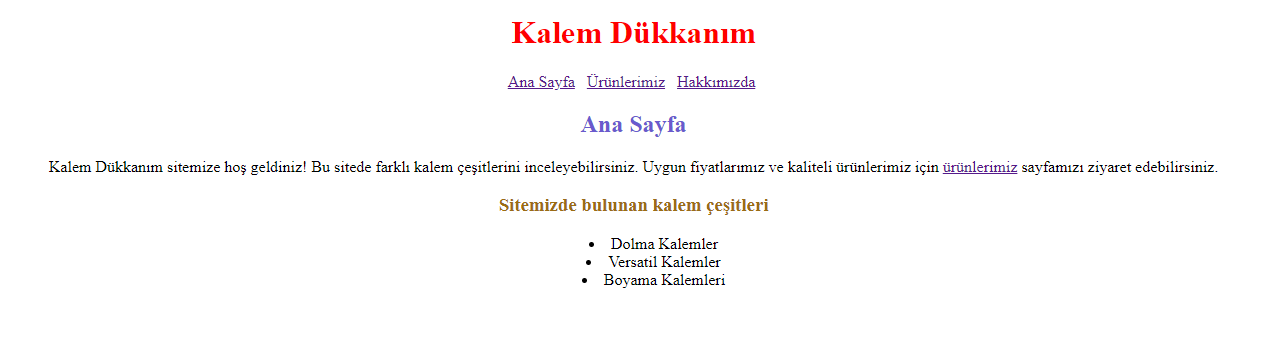 Kalem Dükkanım
Ana Sayfa Ürünlerimiz Hakkımızda
Ana Sayfa
Kalem Dükkanım sitemize hoş geldiniz! Bu sitede farklı kalem çeşitlerini inceleyebilirsiniz. Uygun fiyatlarımız ve kaliteli ürünlerimiz için ürünlerimiz sayfamızı ziyaret edebilirsiniz.
Sitemizde bulunan kalem çeşitleri
• Dolma Kalemler
• Versatil Kalemler
• Boyama Kalemleri